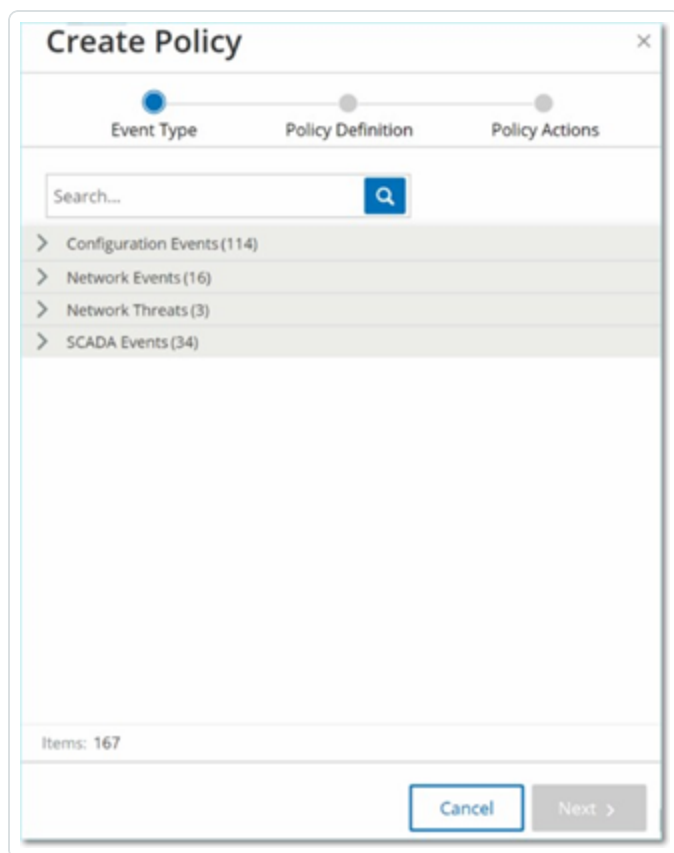 Create Policy
Event Type Policy Definition Policy Actions
Search...
Configuration Events (114)
Network Events (16)
Network Threats (3)
SCADA Events (34)
Items: 167
Cancel Next